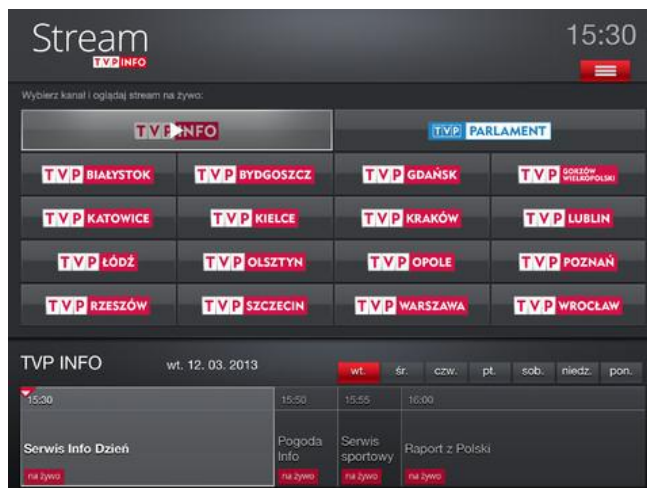 Stream
TVP INFO
15:30
Wybierz kanał i oglądaj stream na żywo:
TVP INFO
TVP PARLAMENT
TVP BIAŁYSTOK
TVP BYDGOSZCZ
TVP GDAŃSK
TVP GORZÓW WIELKOPOLSKI
TVP KATOWICE
TVP KIELCE
TVP KRAKÓW
TVP LUBLIN
TVP ŁÓDŹ
TVP OLSZTYN
TVP OPOLE
TVP POZNAŃ
TVP RZESZÓW
TVP SZCZECIN
TVP WARSZAWA
TVP WROCŁAW
TVP INFO
wt. 12. 03. 2013
wt. śr. czw. pt. sob. niedz. pon.
15:30
Serwis Info Dzień
na żywo
15:50
Pogoda
Info
na żywo
15:55
Serwis
sportowy
na żywo
16:00
Raport z Polski
na żywo